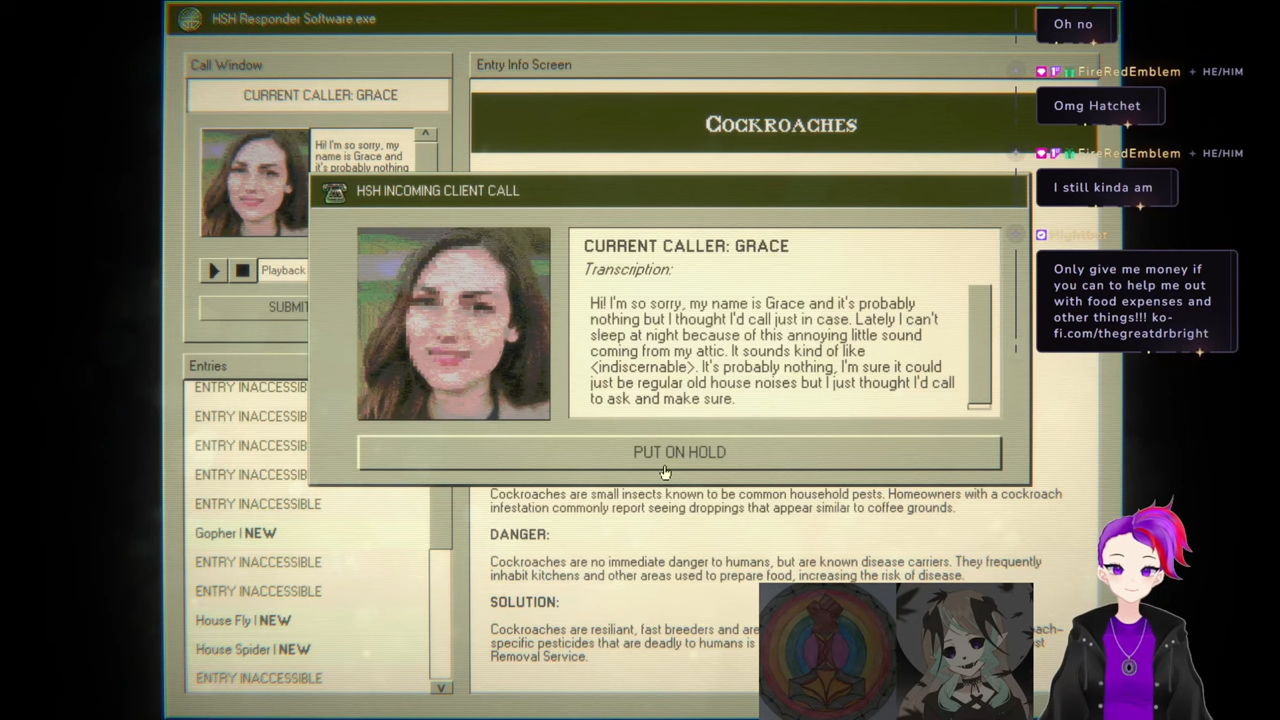 HSH Responder Software.exe
Call Window
CURRENT CALLER: GRACE
Hi! I'm so sorry, my
name is Grace and
it's probably nothing
Playback
SUBMIT
Entries
ENTRY INACCESSIB
ENTRY INACCESSIB
ENTRY INACCESSIB
ENTRY INACCESSIB
ENTRY INACCESSIBLE
Gopher | NEW
ENTRY INACCESSIBLE
ENTRY INACCESSIBLE
House Fly | NEW
House Spider | NEW
ENTRY INACCESSIBLE
Entry Info Screen
COCKROACHES
HSH INCOMING CLIENT CALL
CURRENT CALLER: GRACE
Transcription:
Hi! I'm so sorry, my name is Grace and it's probably
nothing but I thought I'd call just in case. Lately I can't
sleep at night because of this annoying little sound
coming from my attic. It sounds kind of like
<indiscernable>. It's probably nothing, I'm sure it could
just be regular old house noises but I just thought I'd call
to ask and make sure.
PUT ON HOLD
Cockroaches are small insects known to be common household pests. Homeowners with a cockroach
infestation commonly report seeing droppings that appear similar to coffee grounds.
DANGER:
Cockroaches are no immediate danger to humans, but are known disease carriers. They frequently
inhabit kitchens and other areas used to prepare food, increasing the risk of disease.
SOLUTION:
Cockroaches are resiliant, fast breeders and are
specific pesticides that are deadly to humans is
Removal Service.
Oh no
FireRedEmblem + HE/HIM
Omg Hatchet
FireRedEmblem + HE/HIM
I still kinda am
Nightbot
Only give me money if
you can to help me out
with food expenses and
other things!!! ko-
fi.com/thegreatdrbright